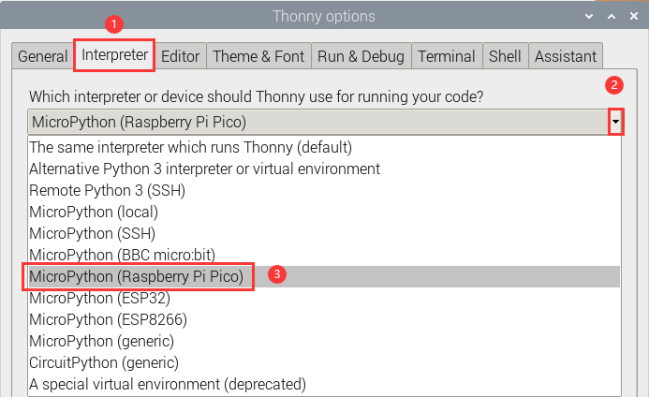 Thonny options
1
General Interpreter Editor Theme & Font Run & Debug Terminal Shell Assistant
2
Which interpreter or device should Thonny use for running your code?
MicroPython (Raspberry Pi Pico)
The same interpreter which runs Thonny (default)
Alternative Python 3 interpreter or virtual environment
Remote Python 3 (SSH)
MicroPython (local)
MicroPython (SSH)
MicroPython (BBC micro:bit)
MicroPython (Raspberry Pi Pico) 3
MicroPython (ESP32)
MicroPython (ESP8266)
MicroPython (generic)
CircuitPython (generic)
A special virtual environment (deprecated)